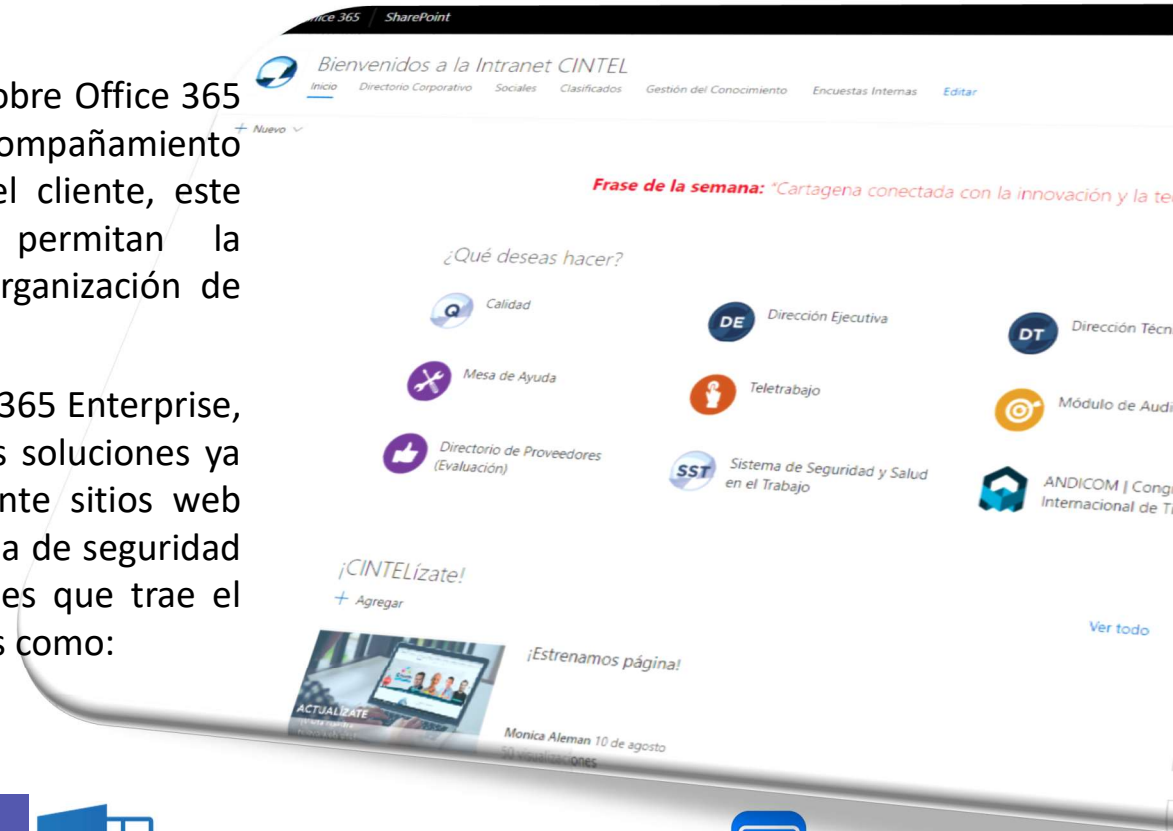 obre Office 365
ompañamiento
el cliente, este
permitan la
rganización de
365 Enterprise,
s soluciones ya
nte sitios web
a de seguridad
es que trae el
s como:
ice 365 SharePoint
Bienvenidos a la Intranet CINTEL
Inicio Directorio Corporativo Sociales Clasificados Gestión del Conocimiento Encuestas Internas Editar
+ Nuevo
Frase de la semana: "Cartagena conectada con la innovación y la te
¿Qué deseas hacer?
Q Calidad
DE Dirección Ejecutiva
DT Dirección Técn
Mesa de Ayuda
Teletrabajo
Módulo de Audi
Directorio de Proveedores
(Evaluación)
SST Sistema de Seguridad y Salud
en el Trabajo
ANDICOM | Cong
Internacional de T
¡CINTELízate!
+ Agregar
Ver todo
¡Estrenamos página!
ACTUALÍZATE
Monica Aleman 10 de agosto
50 visualizaciones